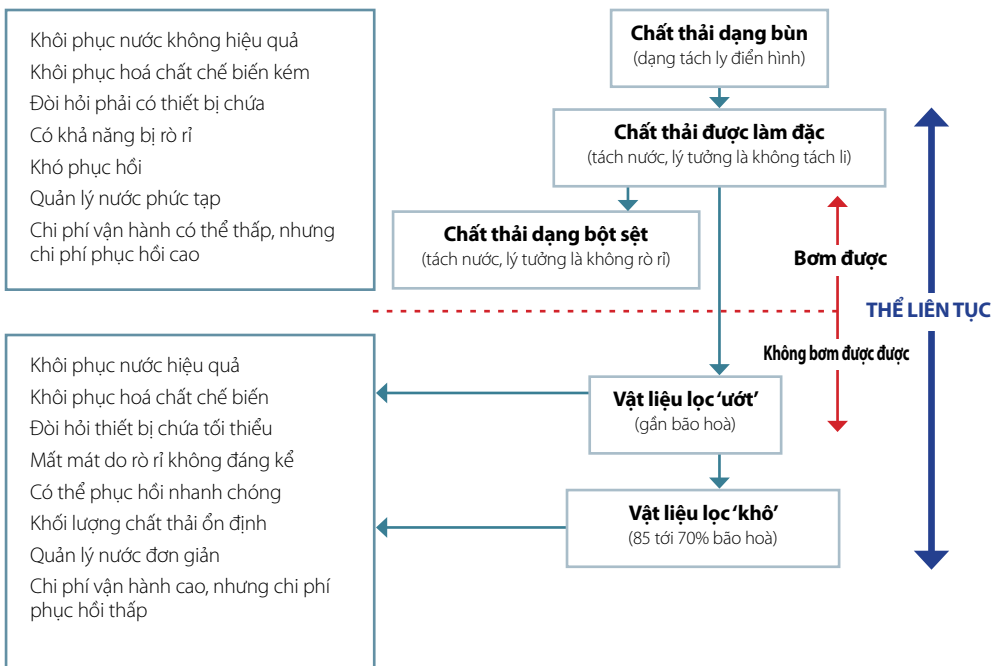 Khôi phục nước không hiệu quả
Khôi phục hoá chất chế biến kém
Đòi hỏi phải có thiết bị chứa
Có khả năng bị rò rỉ
Khó phục hồi
Quản lý nước phức tạp
Chi phí vận hành có thể thấp, nhưng
chi phí phục hồi cao
Chất thải dạng bùn
(dạng tách ly điển hình)
Chất thải được làm đặc
(tách nước, lý tưởng là không tách li)
Chất thải dạng bột sệt
(tách nước, lý tưởng là không rò rỉ)
Bơm được
THỂ LIÊN TỤC
Không bơm được được
Khôi phục nước hiệu quả
Khôi phục hoá chất chế biến
Đòi hỏi thiết bị chứa tối thiểu
Mất mát do rò rỉ không đáng kể
Có thể phục hồi nhanh chóng
Khối lượng chất thải ổn định
Quản lý nước đơn giản
Chi phí vận hành cao, nhưng chi phí
phục hồi thấp
Vật liệu lọc ‘ướt’
(gần bão hoà)
Vật liệu lọc ‘khô’
(85 tới 70% bão hoà)